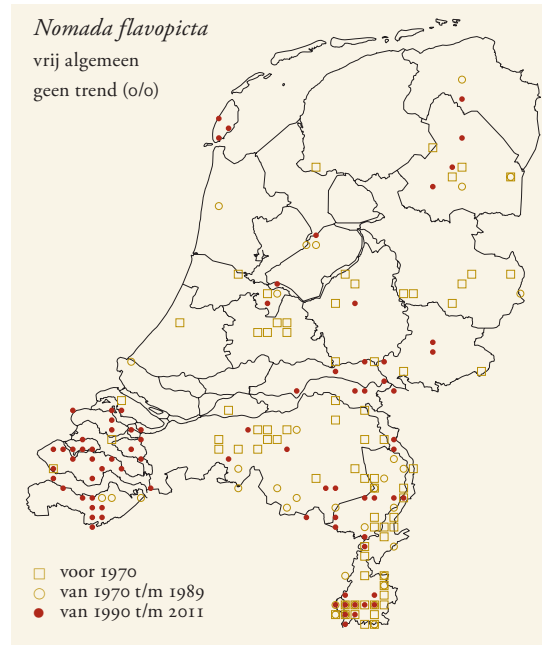 Nomada flavopicta
vrij algemeen
geen trend (0/0)
voor 1970
van 1970 t/m 1989
van 1990 t/m 2011